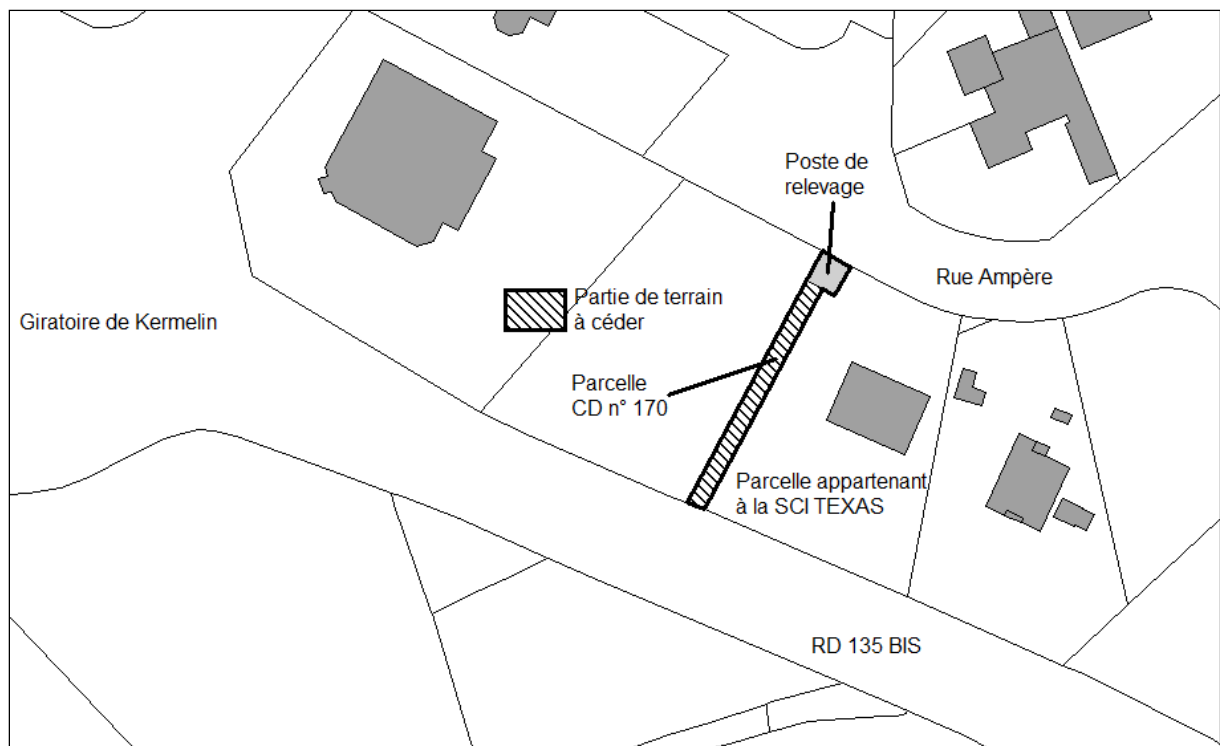 Poste de
relevage
Rue Ampère
Partie de terrain
à céder
Giratoire de Kermelin
Parcelle
CD n° 170
Parcelle appartenant
à la SCI TEXAS
RD 135 BIS